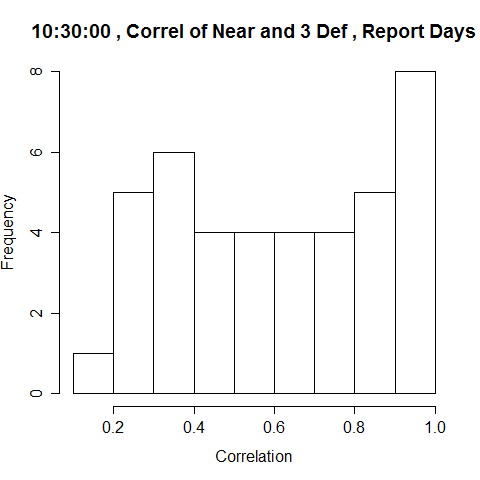 10:30:00 , Correl of Near and 3 Def , Report Days
Frequency
8
6
4
2
0
0.2 0.4 0.6 0.8 1.0
Correlation